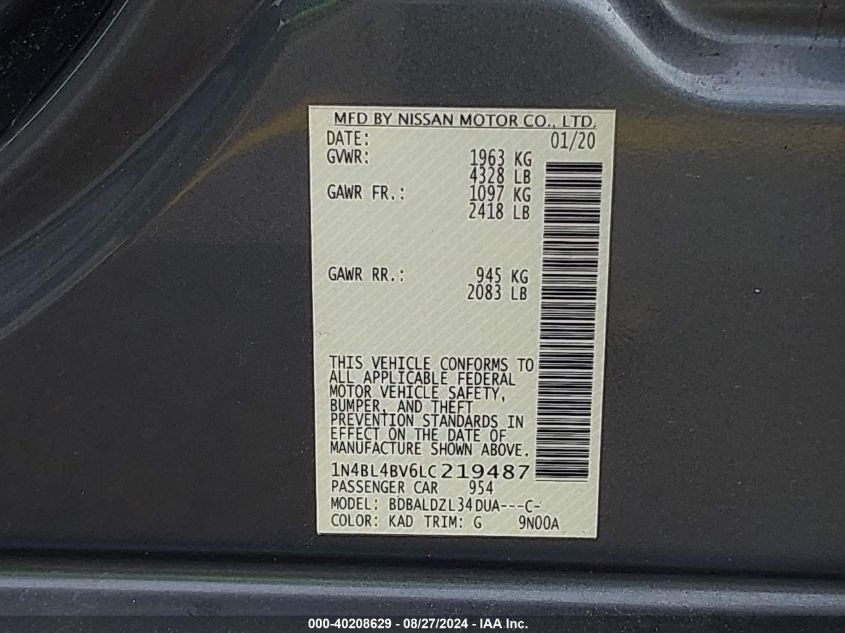 MFD BY NISSAN MOTOR CO., LTD.
DATE: 01/20
GVWR: 1963 KG
4328 LB
GAWR FR.: 1097 KG
2418 LB
GAWR RR.: 945 KG
2083 LB
THIS VEHICLE CONFORMS TO
ALL APPLICABLE FEDERAL
MOTOR VEHICLE SAFETY,
BUMPER, AND THEFT
PREVENTION STANDARDS IN
EFFECT ON THE DATE OF
MANUFACTURE SHOWN ABOVE.
1N4BL4BV6LC219487
PASSENGER CAR 954
MODEL: BDBALDZL34DUA---C-
COLOR: KAD TRIM: G 9N00A
000-40208629 - 08/27/2024 - IAA Inc.